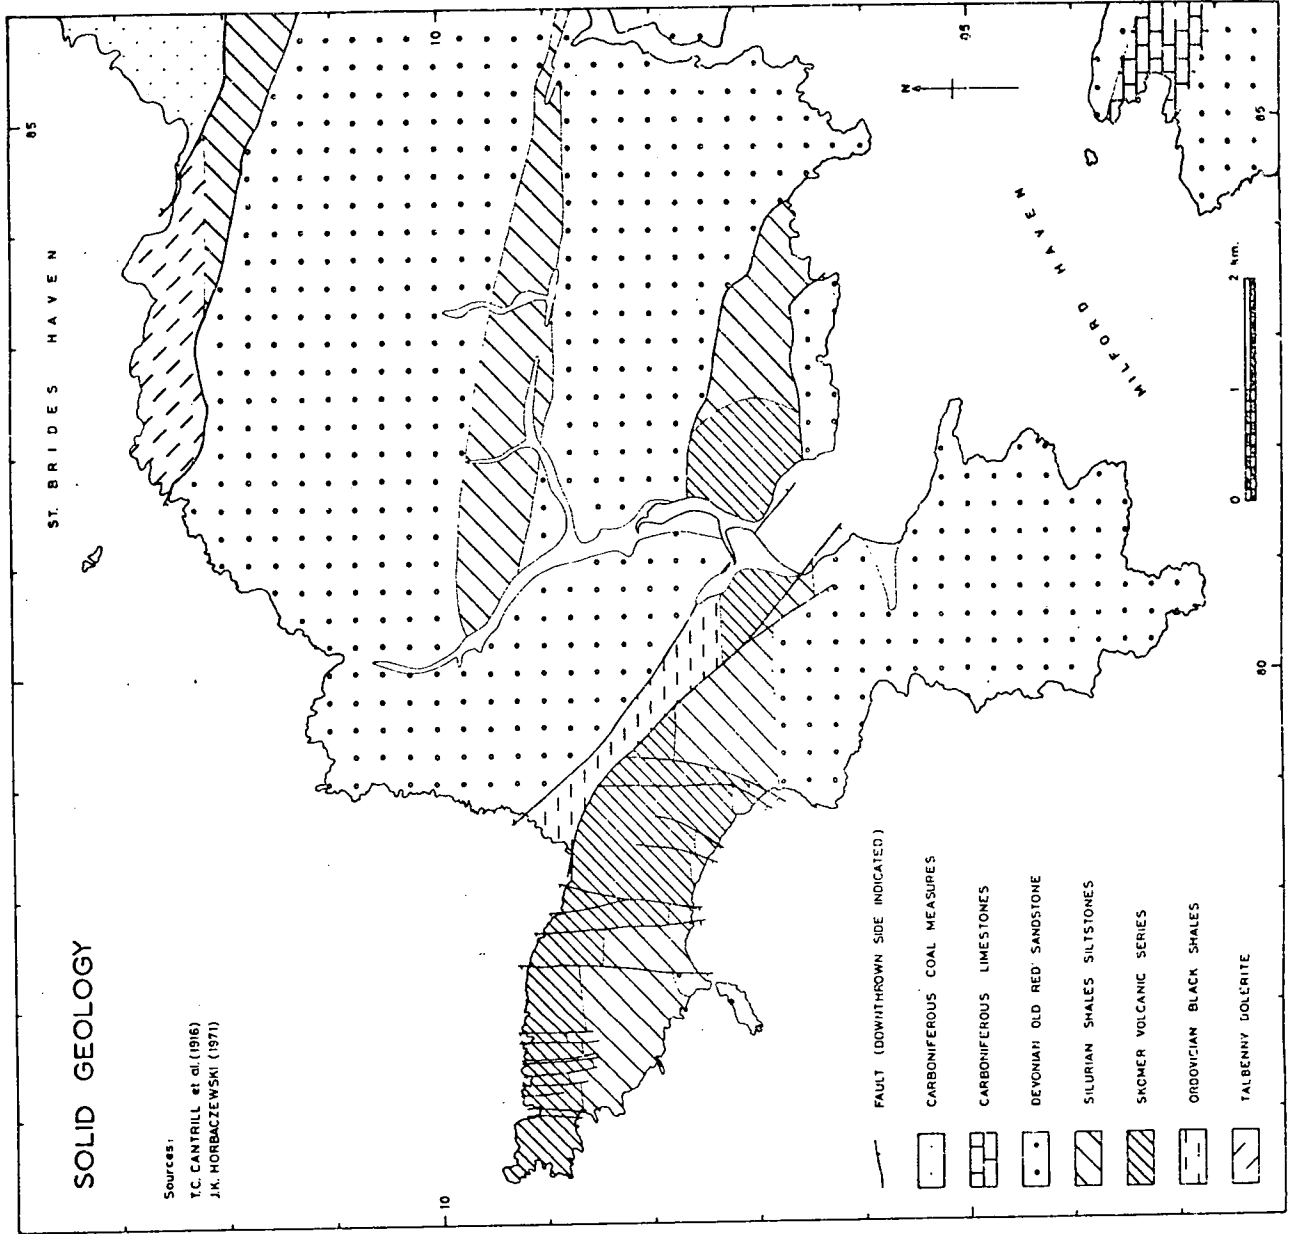 SOLID GEOLOGY
Sources:
T.C. CANTRILL et al. (1916)
J.K. HORBACZEWSKI (1971)
ST. BRIDES HAVEN
MILFORD HAVEN
N
85
10
05
85
80
10
0 1 2 km.
FAULT (DOWNTHROWN SIDE INDICATED)
CARBONIFEROUS COAL MEASURES
CARBONIFEROUS LIMESTONES
DEVONIAN OLD RED SANDSTONE
SILURIAN SHALES SILTSTONES
SKOMER VOLCANIC SERIES
ORDOVICIAN BLACK SHALES
TALBENNY DOLERITE